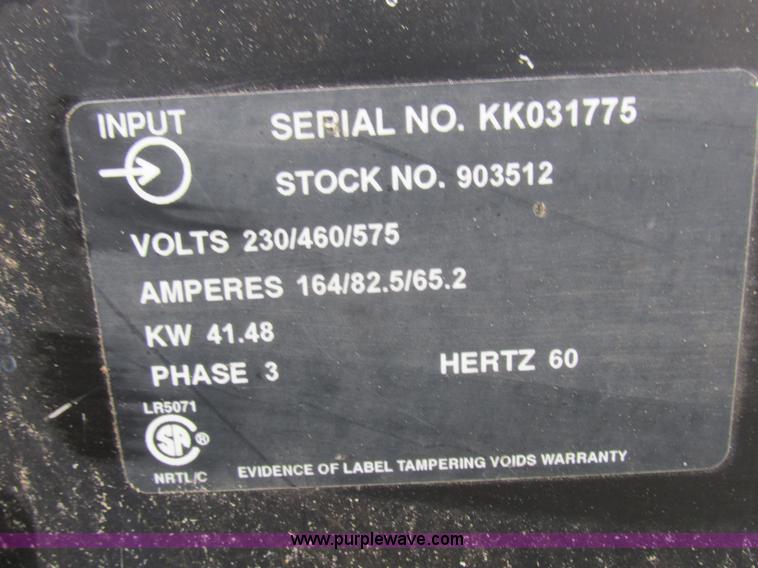 INPUT
SERIAL NO. KK031775
STOCK NO. 903512
VOLTS 230/460/575
AMPERES 164/82.5/65.2
KW 41.48
PHASE 3
HERTZ 60
LR5071
SA ®
NRTL/C
EVIDENCE OF LABEL TAMPERING VOIDS WARRANTY
www.purplewave.com